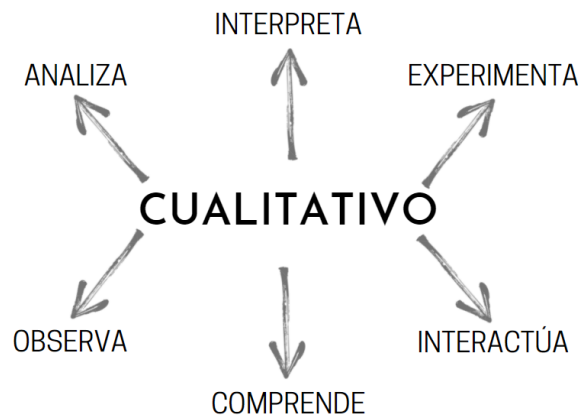 INTERPRETA
ANALIZA
EXPERIMENTA
CUALITATIVO
OBSERVA
INTERACTÚA
COMPRENDE